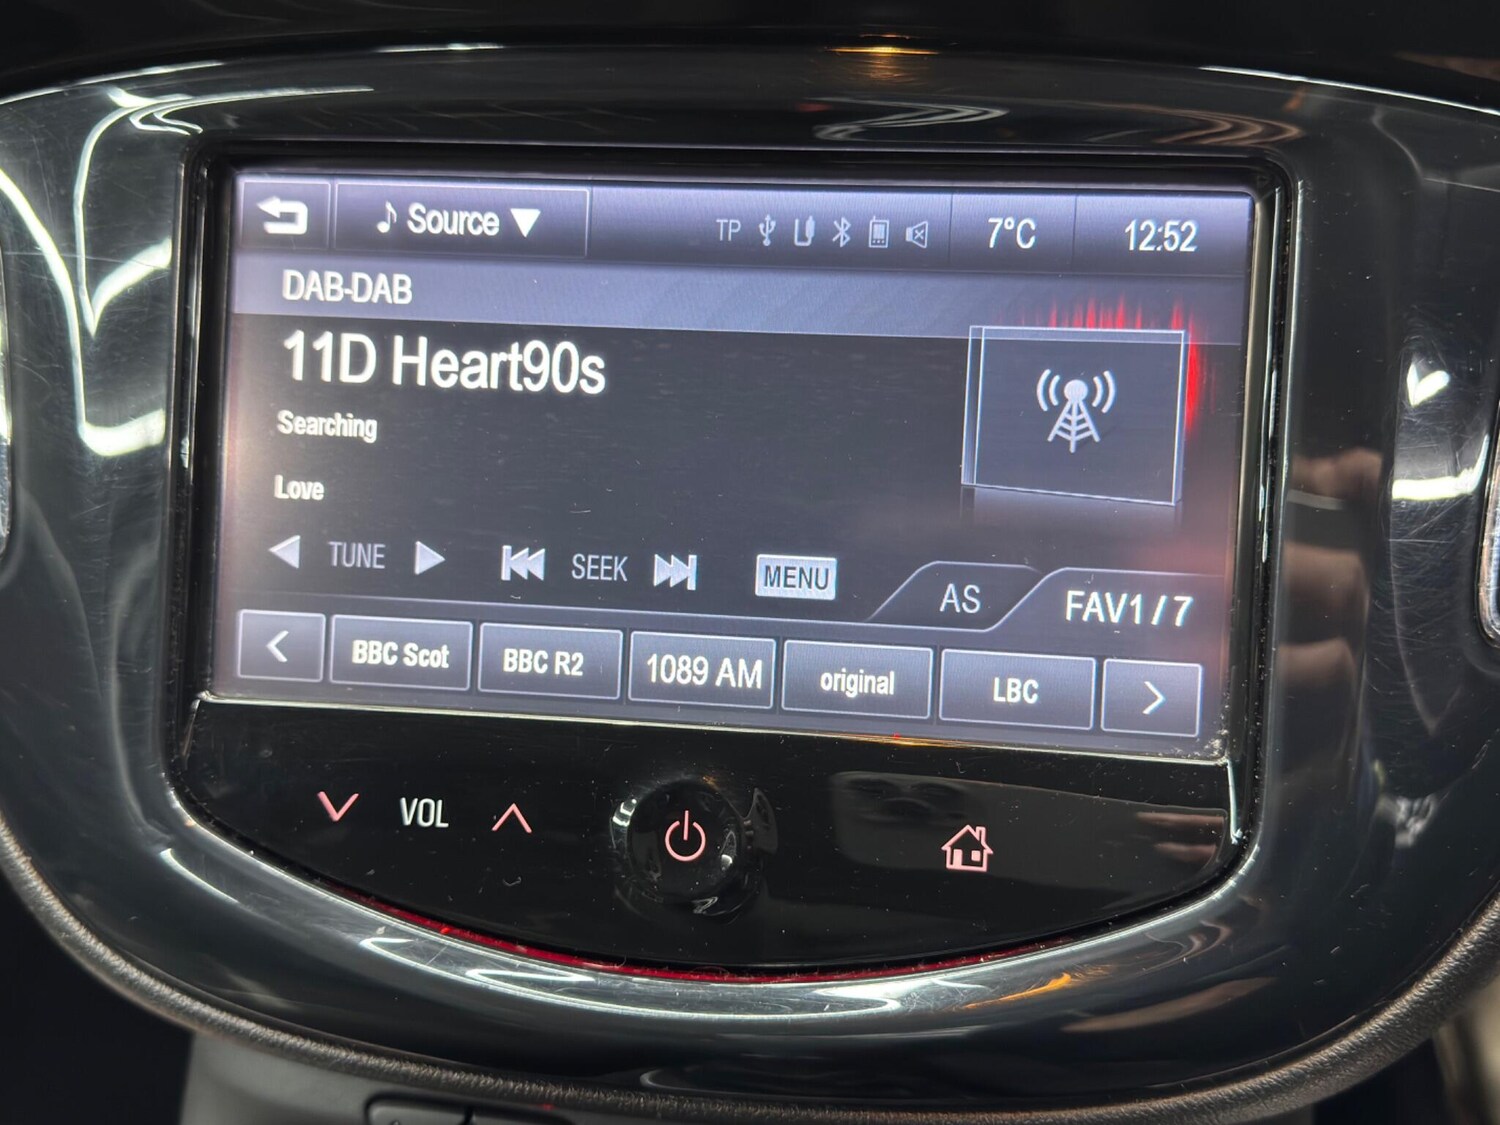 Source
TP
7°C
12:52
DAB-DAB
11D Heart90s
Searching
Love
TUNE
SEEK
MENU
AS
FAV1 / 7
BBC Scot
BBC R2
1089 AM
original
LBC
VOL